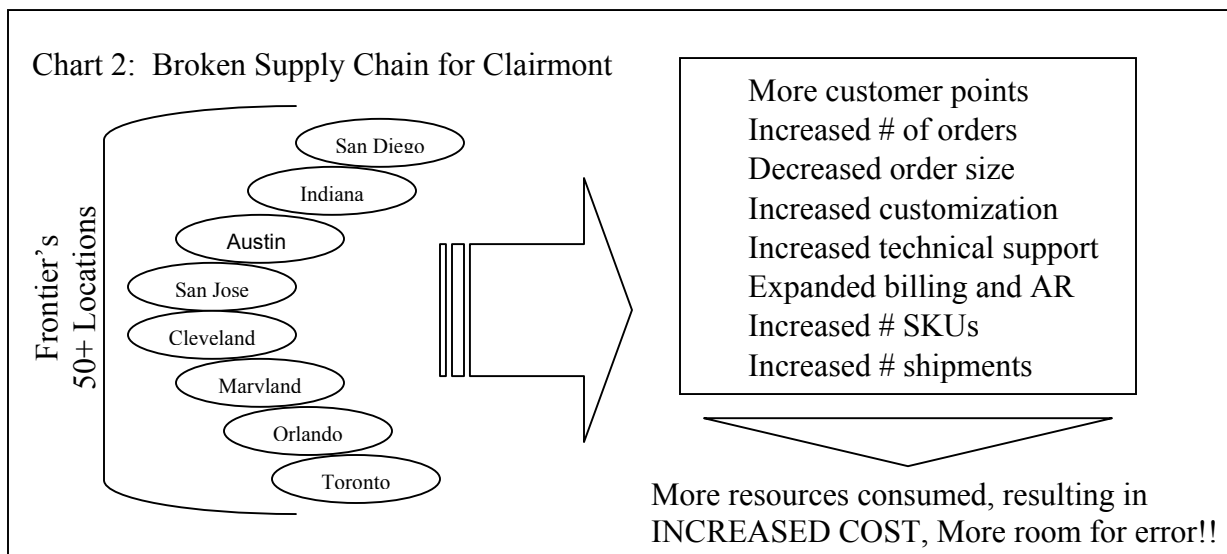 Chart 2: Broken Supply Chain for Clairmont
Frontier's
50+ Locations
San Diego
Indiana
Austin
San Jose
Cleveland
Maryland
Orlando
Toronto
More customer points
Increased # of orders
Decreased order size
Increased customization
Increased technical support
Expanded billing and AR
Increased # SKUs
Increased # shipments
More resources consumed, resulting in
INCREASED COST, More room for error!!